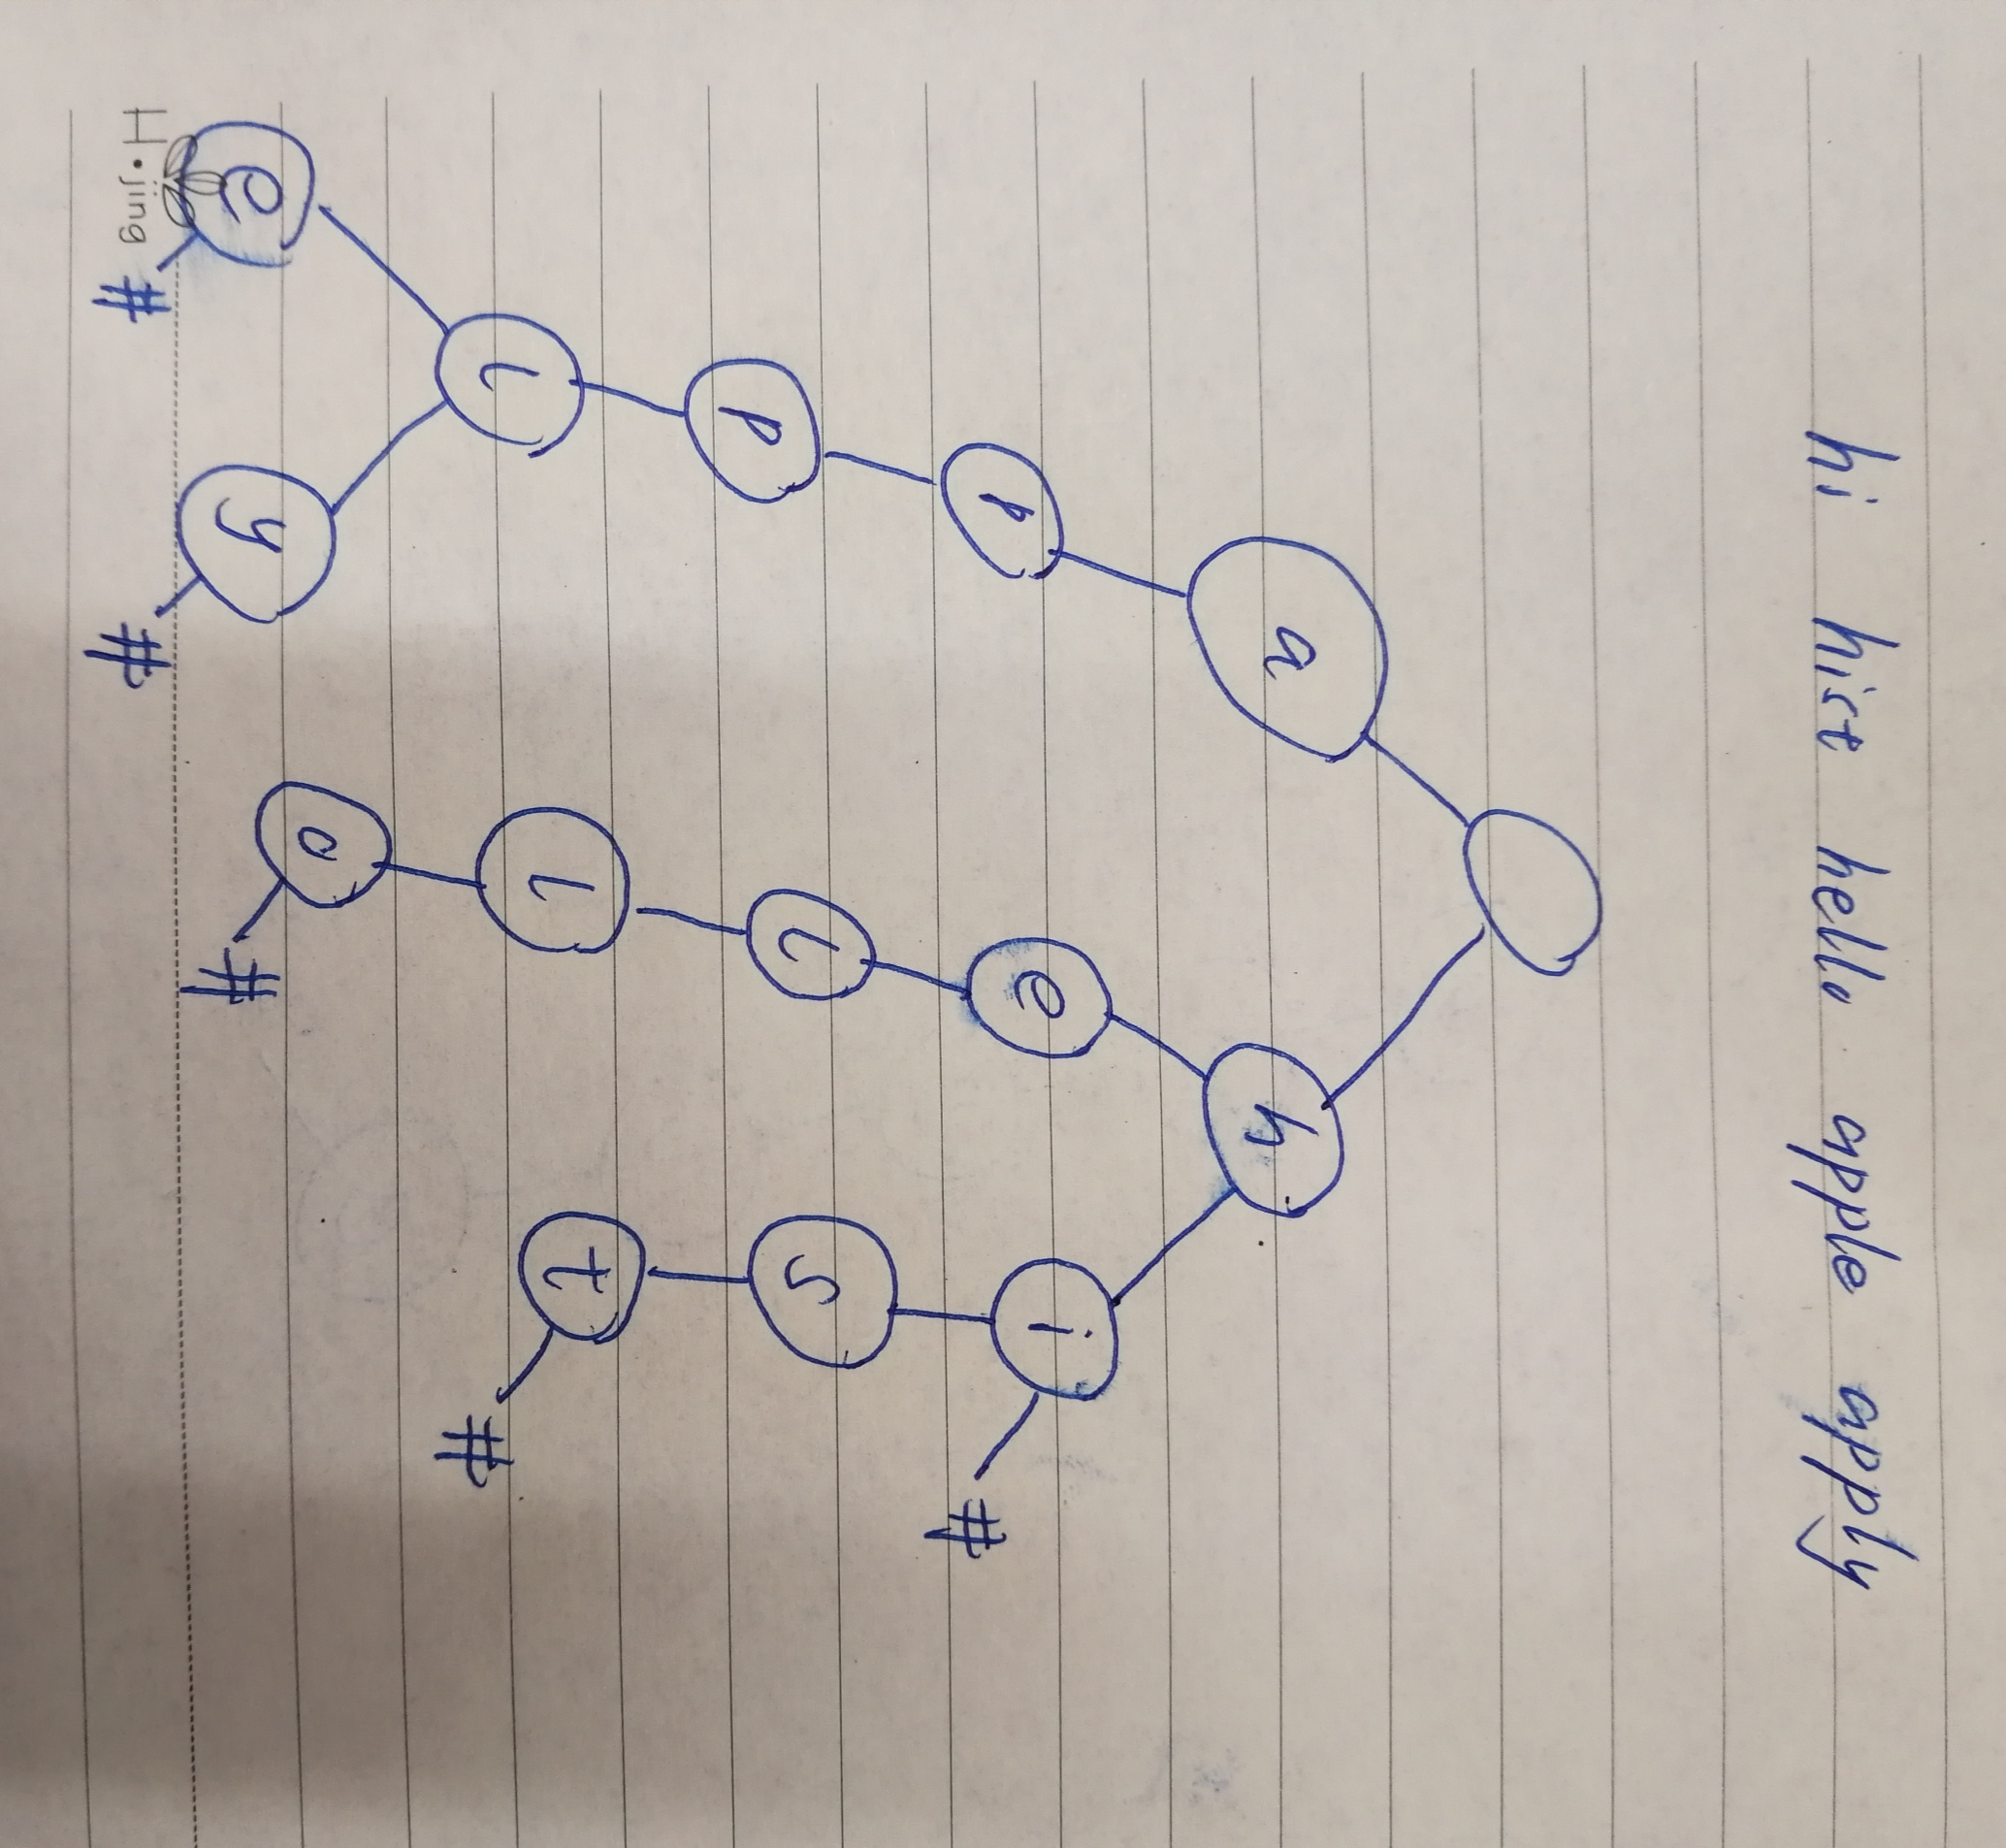 hi hist hello apple apply
a h
p e i
#
p l s
l l t
#
e y o
#
H·jing # #